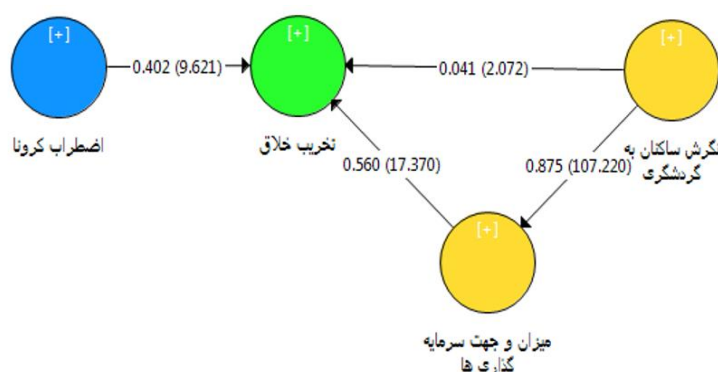 [+]
[+]
[+]
0.402 (9.621)
0.041 (2.072)
اضطراب کرونا
تخریب خلاق
نگرش ساکنان به
گردشگری
0.560 (17.370)
0.875 (107.220)
[+]
میزان و جهت سرمایه
گذاری ها